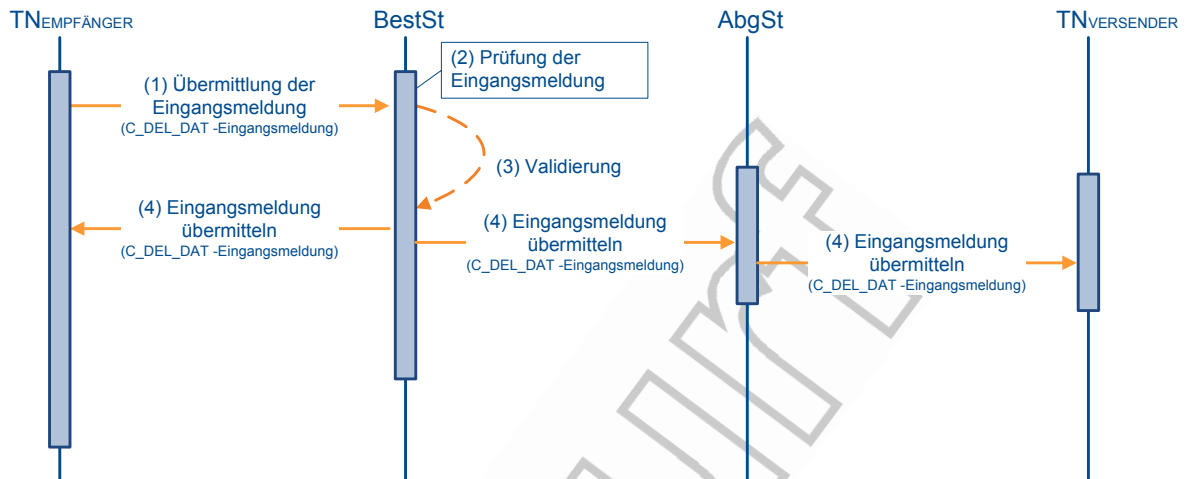 TNEMPFÄNGER
BestSt
AbgSt
TNVERSENDER
(2) Prüfung der
Eingangsmeldung
(1) Übermittlung der
Eingangsmeldung
(C_DEL_DAT -Eingangsmeldung)
(3) Validierung
(4) Eingangsmeldung
übermitteln
(C_DEL_DAT -Eingangsmeldung)
(4) Eingangsmeldung
übermitteln
(C_DEL_DAT -Eingangsmeldung)
(4) Eingangsmeldung
übermitteln
(C_DEL_DAT -Eingangsmeldung)